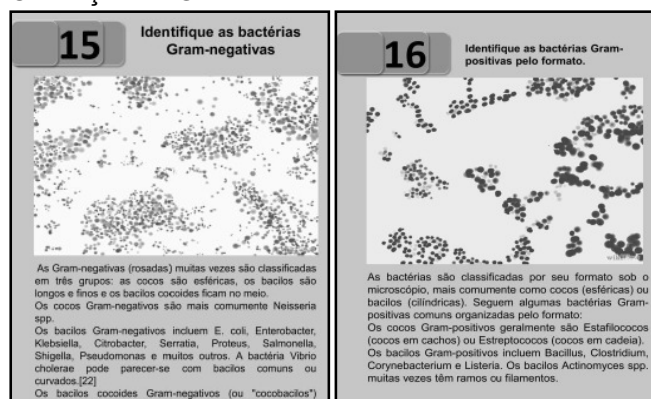 15
Identifique as bactérias
Gram-negativas
As Gram-negativas (rosadas) muitas vezes são classificadas
em três grupos: as cocos são esféricas, os bacilos são
longos e finos e os bacilos cocoides ficam no meio.
Os cocos Gram-negativos são mais comumente Neisseria
spp.
Os bacilos Gram-negativos incluem E. coli, Enterobacter,
Klebsiella, Citrobacter, Serratia, Proteus, Salmonella,
Shigella, Pseudomonas e muitos outros. A bactéria Vibrio
cholerae pode parecer-se com bacilos comuns ou
curvados.[22]
Os bacilos cocoides Gram-negativos (ou "cocobacilos")
16
Identifique as bactérias Gram-
positivas pelo formato.
As bactérias são classificadas por seu formato sob o
microscópio, mais comumente como cocos (esféricas) ou
bacilos (cilíndricas). Seguem algumas bactérias Gram-
positivas comuns organizadas pelo formato:
Os cocos Gram-positivos geralmente são Estafilococos
(cocos em cachos) ou Estreptococos (cocos em cadeia).
Os bacilos Gram-positivos incluem Bacillus, Clostridium,
Corynebacterium e Listeria. Os bacilos Actinomyces spp.
muitas vezes têm ramos ou filamentos.